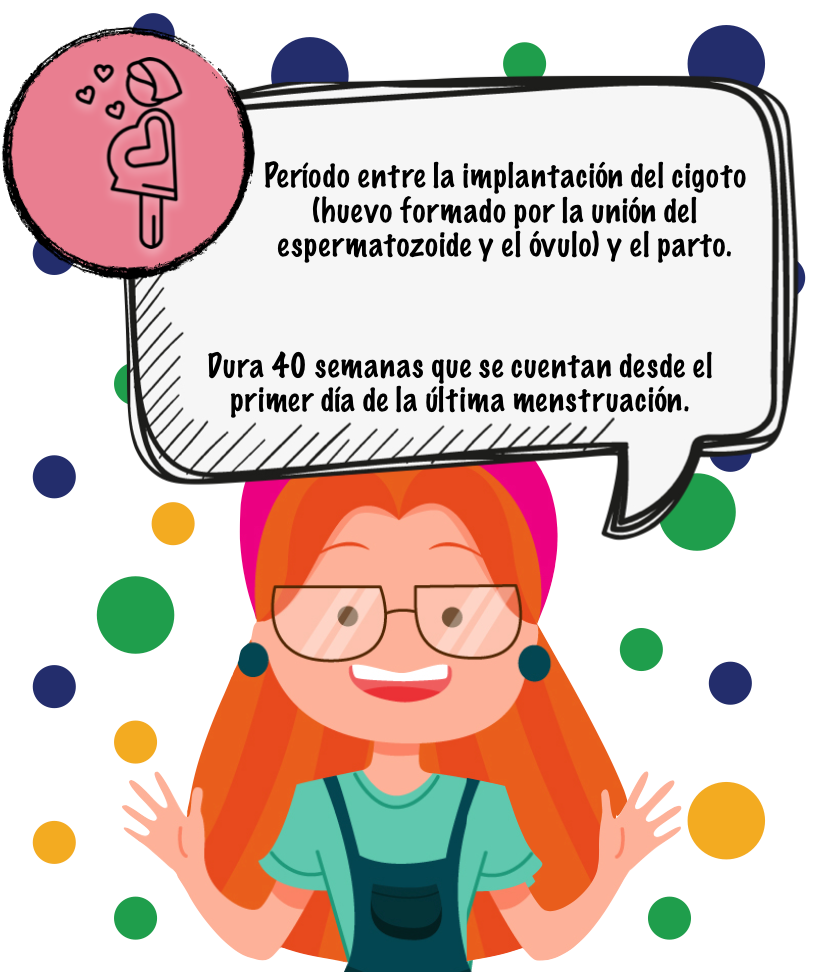 Período entre la implantación del cigoto
(huevo formado por la unión del
espermatozoide y el óvulo) y el parto.
Dura 40 semanas que se cuentan desde el
primer día de la última menstruación.